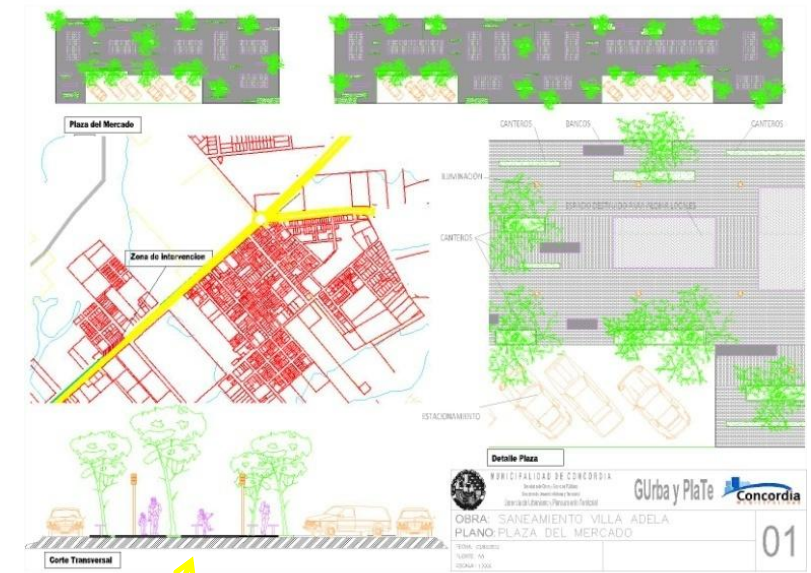 Plaza del Mercado
Zona de intervencion
CANTEROS
BANCOS
CANTEROS
ILUMINACION
CANTEROS
ESTACIONAMIENTO
Detalle Plaza
Corte Transversal
MUNICIPALIDAD DE CONCORDIA
GUrba y PlaTe
Concordia
OBRA: SANEAMIENTO VILLA ADELA
PLANO: PLAZA DEL MERCADO
01